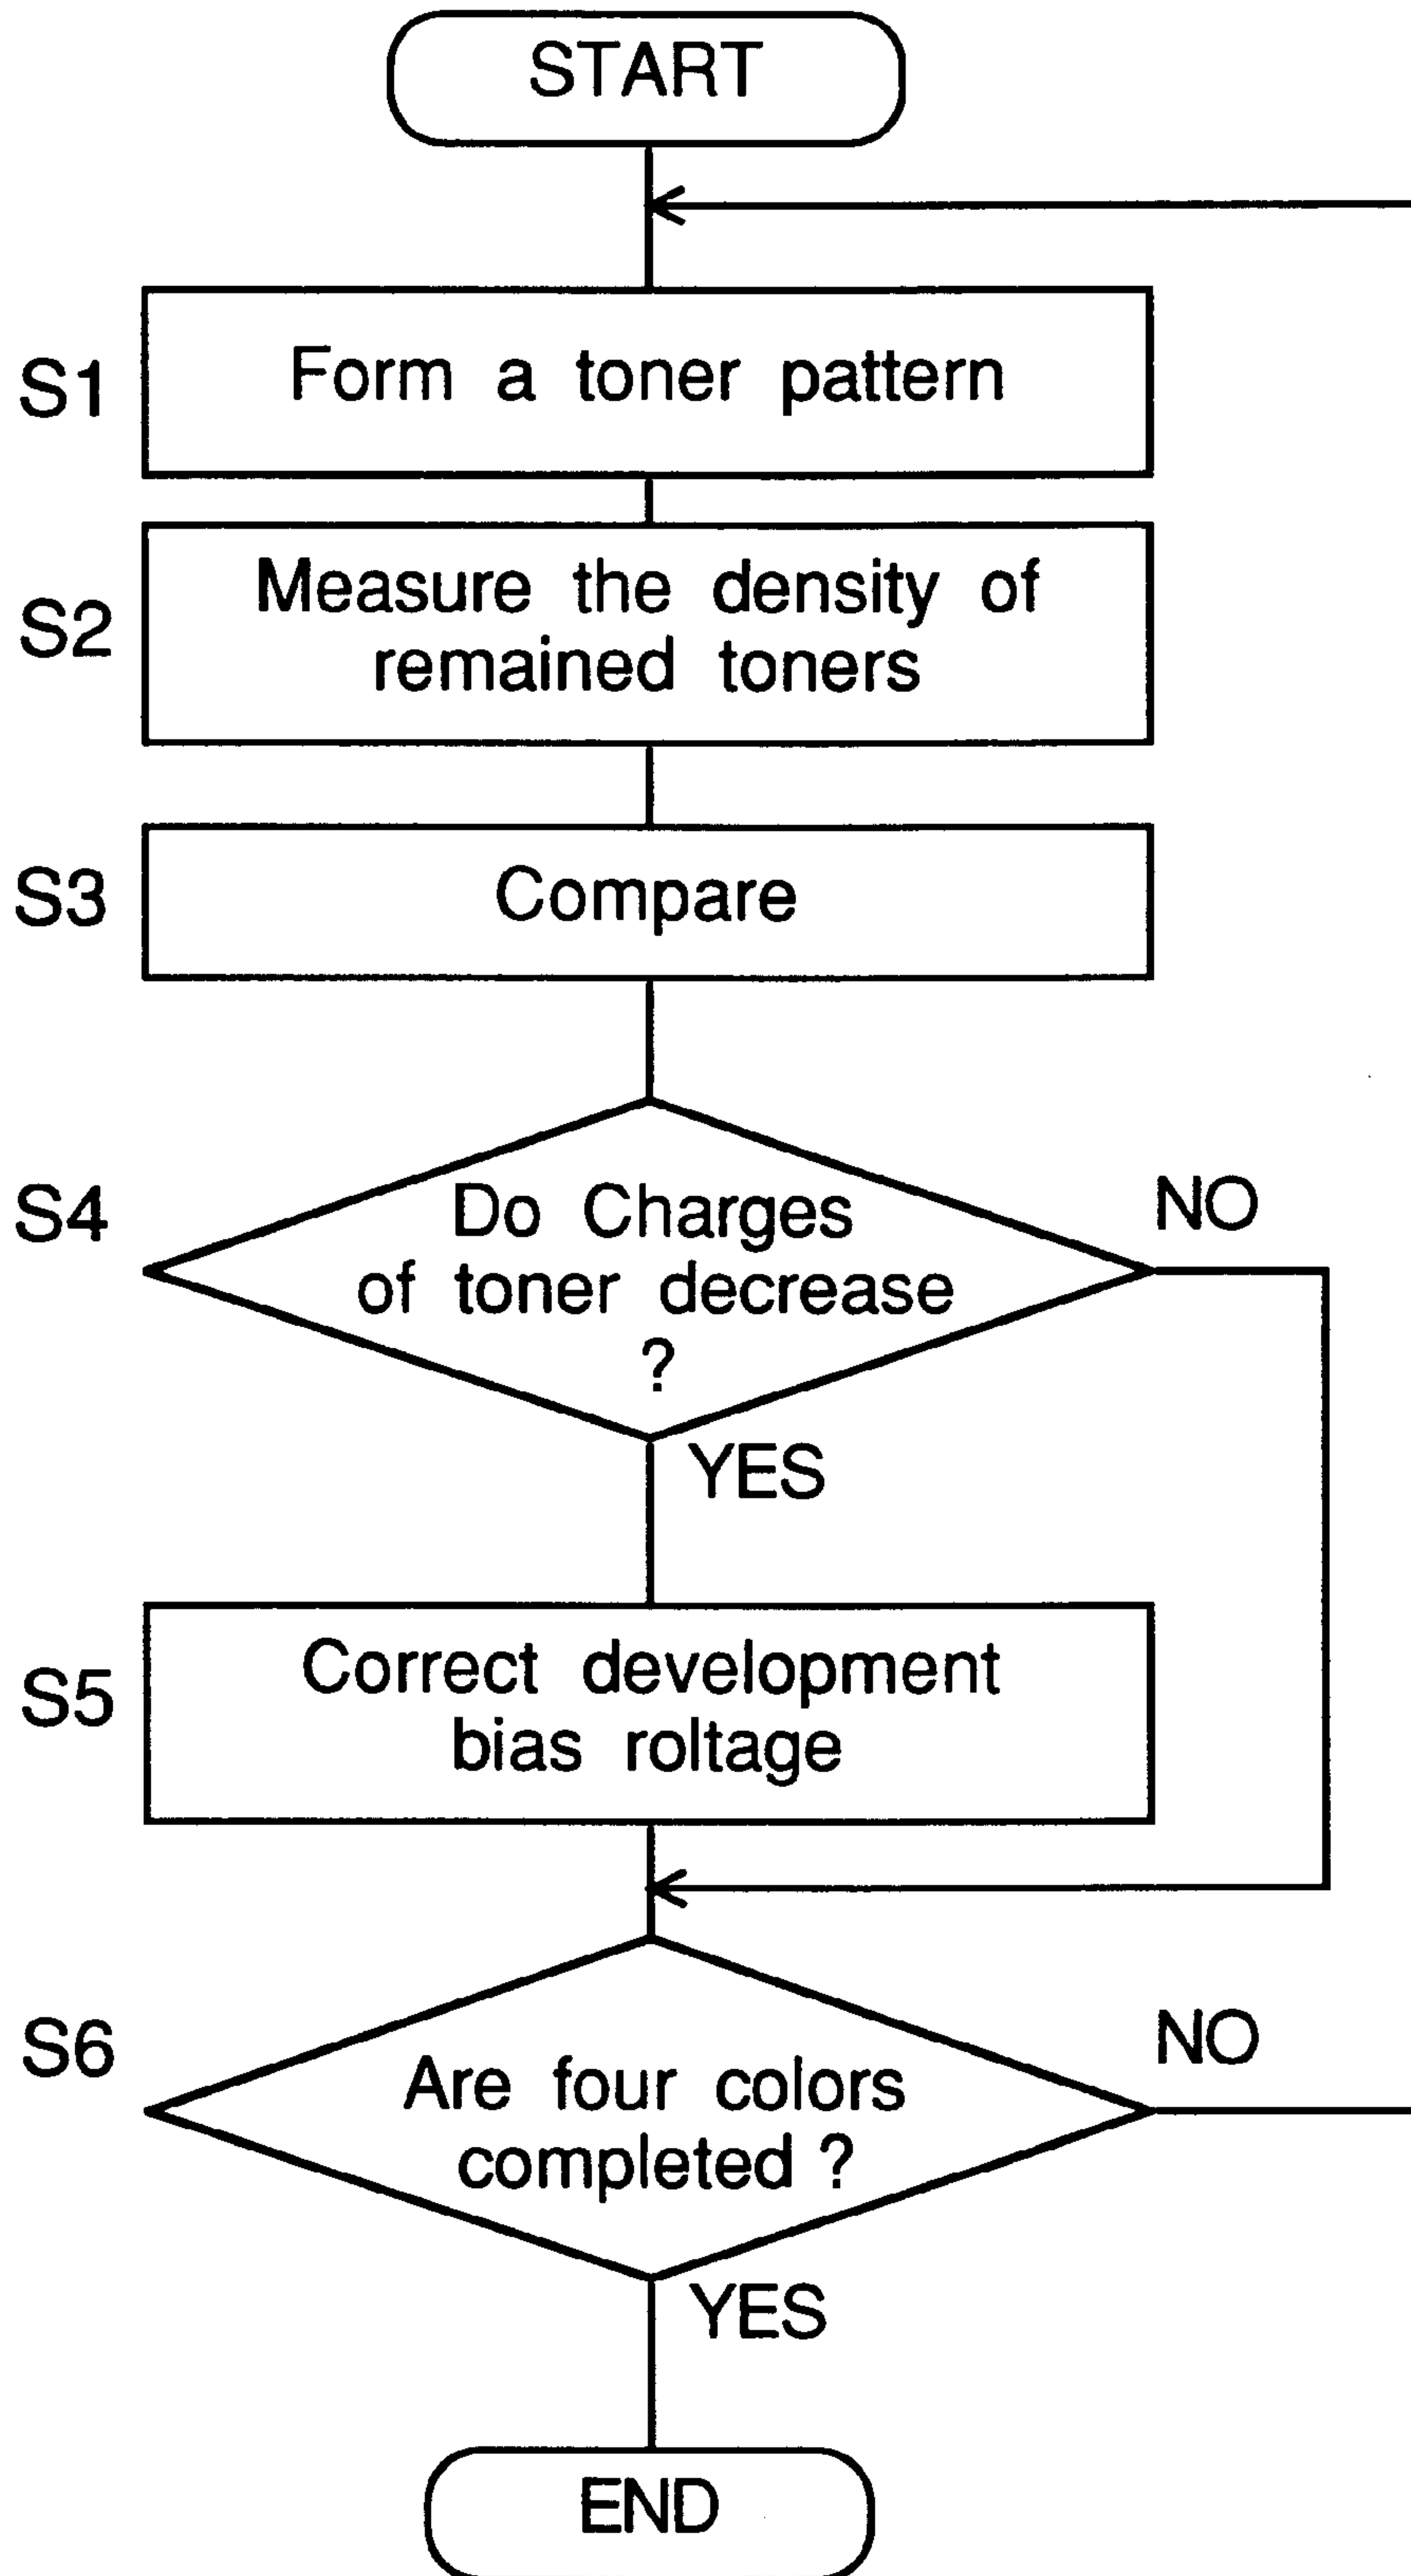 START
S1
Form a toner pattern
S2
Measure the density of
remained toners
S3
Compare
S4
Do Charges
of toner decrease
?
NO
YES
S5
Correct development
bias roltage
S6
Are four colors
completed ?
NO
YES
END